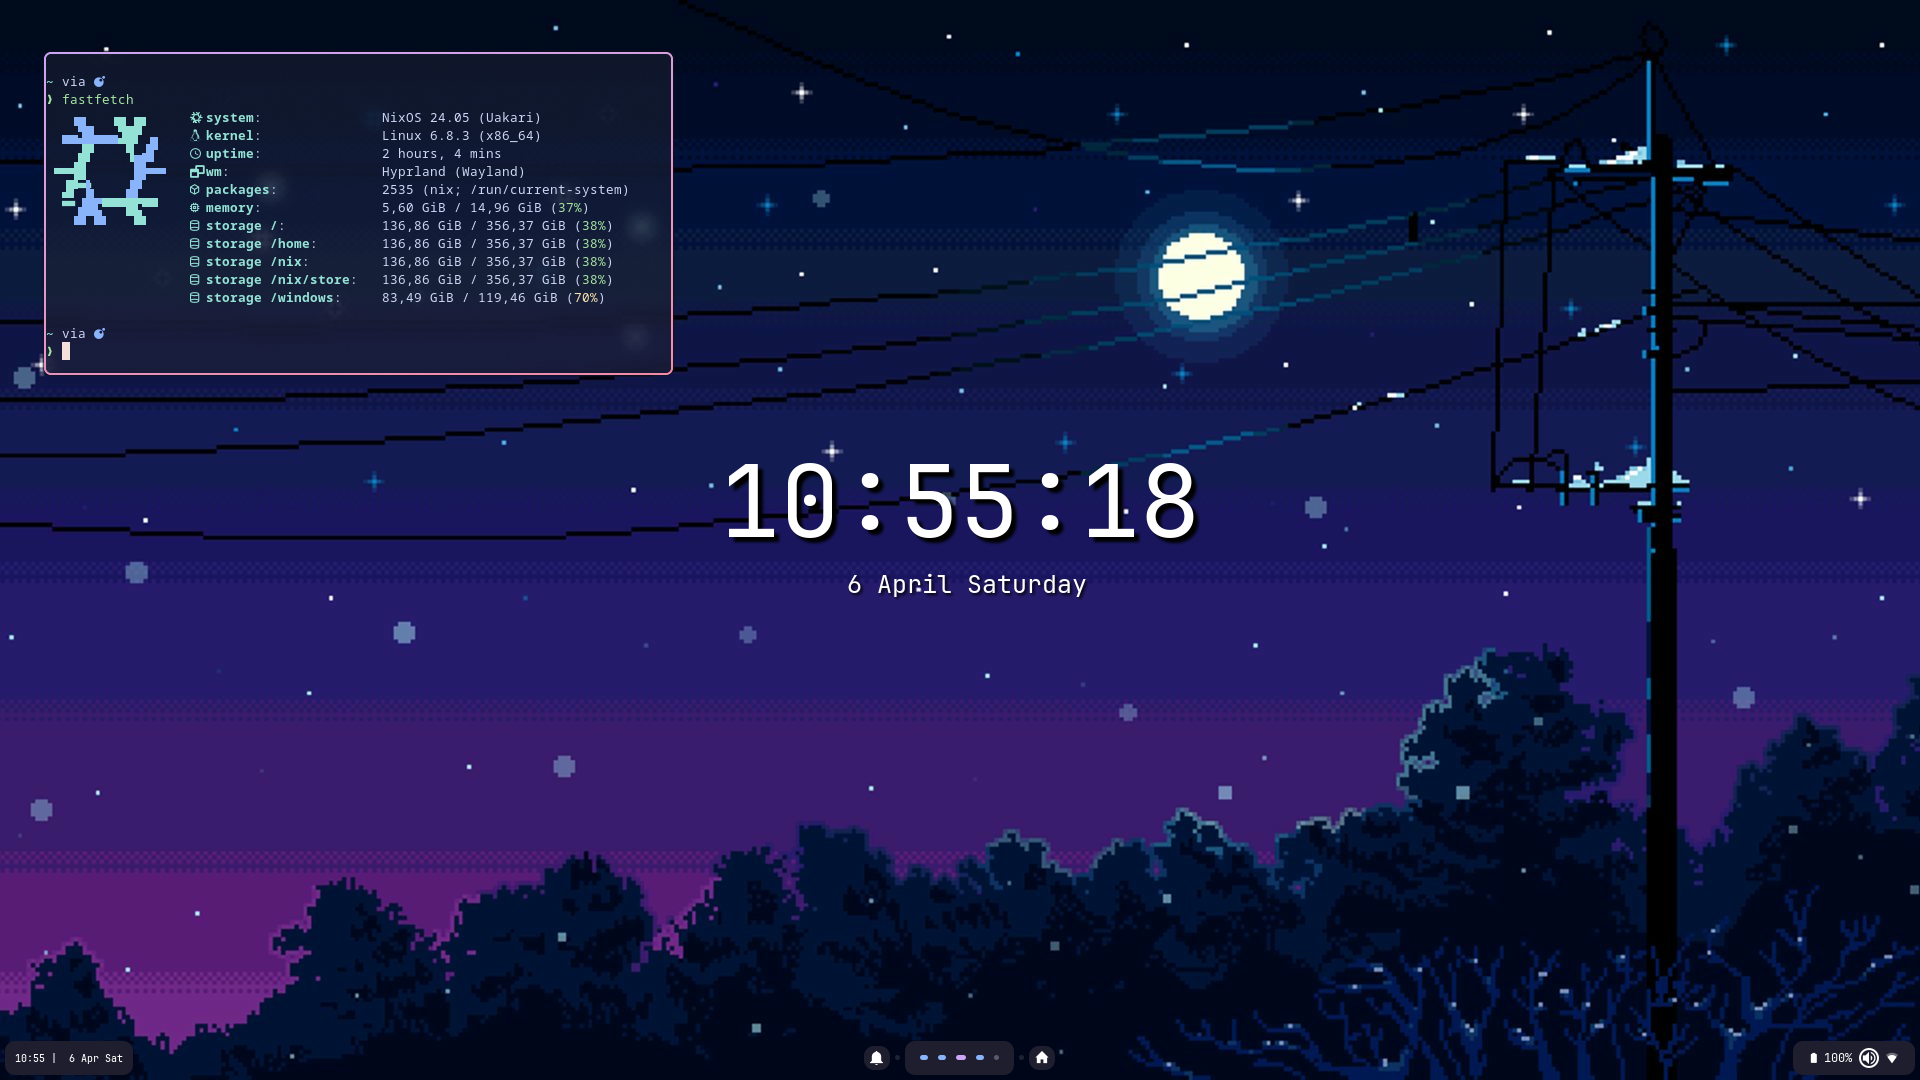 ~ via
❯ fastfetch
system: NixOS 24.05 (Uakari)
kernel: Linux 6.8.3 (x86_64)
uptime: 2 hours, 4 mins
wm: Hyprland (Wayland)
packages: 2535 (nix; /run/current-system)
memory: 5,60 GiB / 14,96 GiB (37%)
storage /: 136,86 GiB / 356,37 GiB (38%)
storage /home: 136,86 GiB / 356,37 GiB (38%)
storage /nix: 136,86 GiB / 356,37 GiB (38%)
storage /nix/store: 136,86 GiB / 356,37 GiB (38%)
storage /windows: 83,49 GiB / 119,46 GiB (70%)
~ via
❯
10:55:18
6 April Saturday
10:55 | 6 Apr Sat
100%